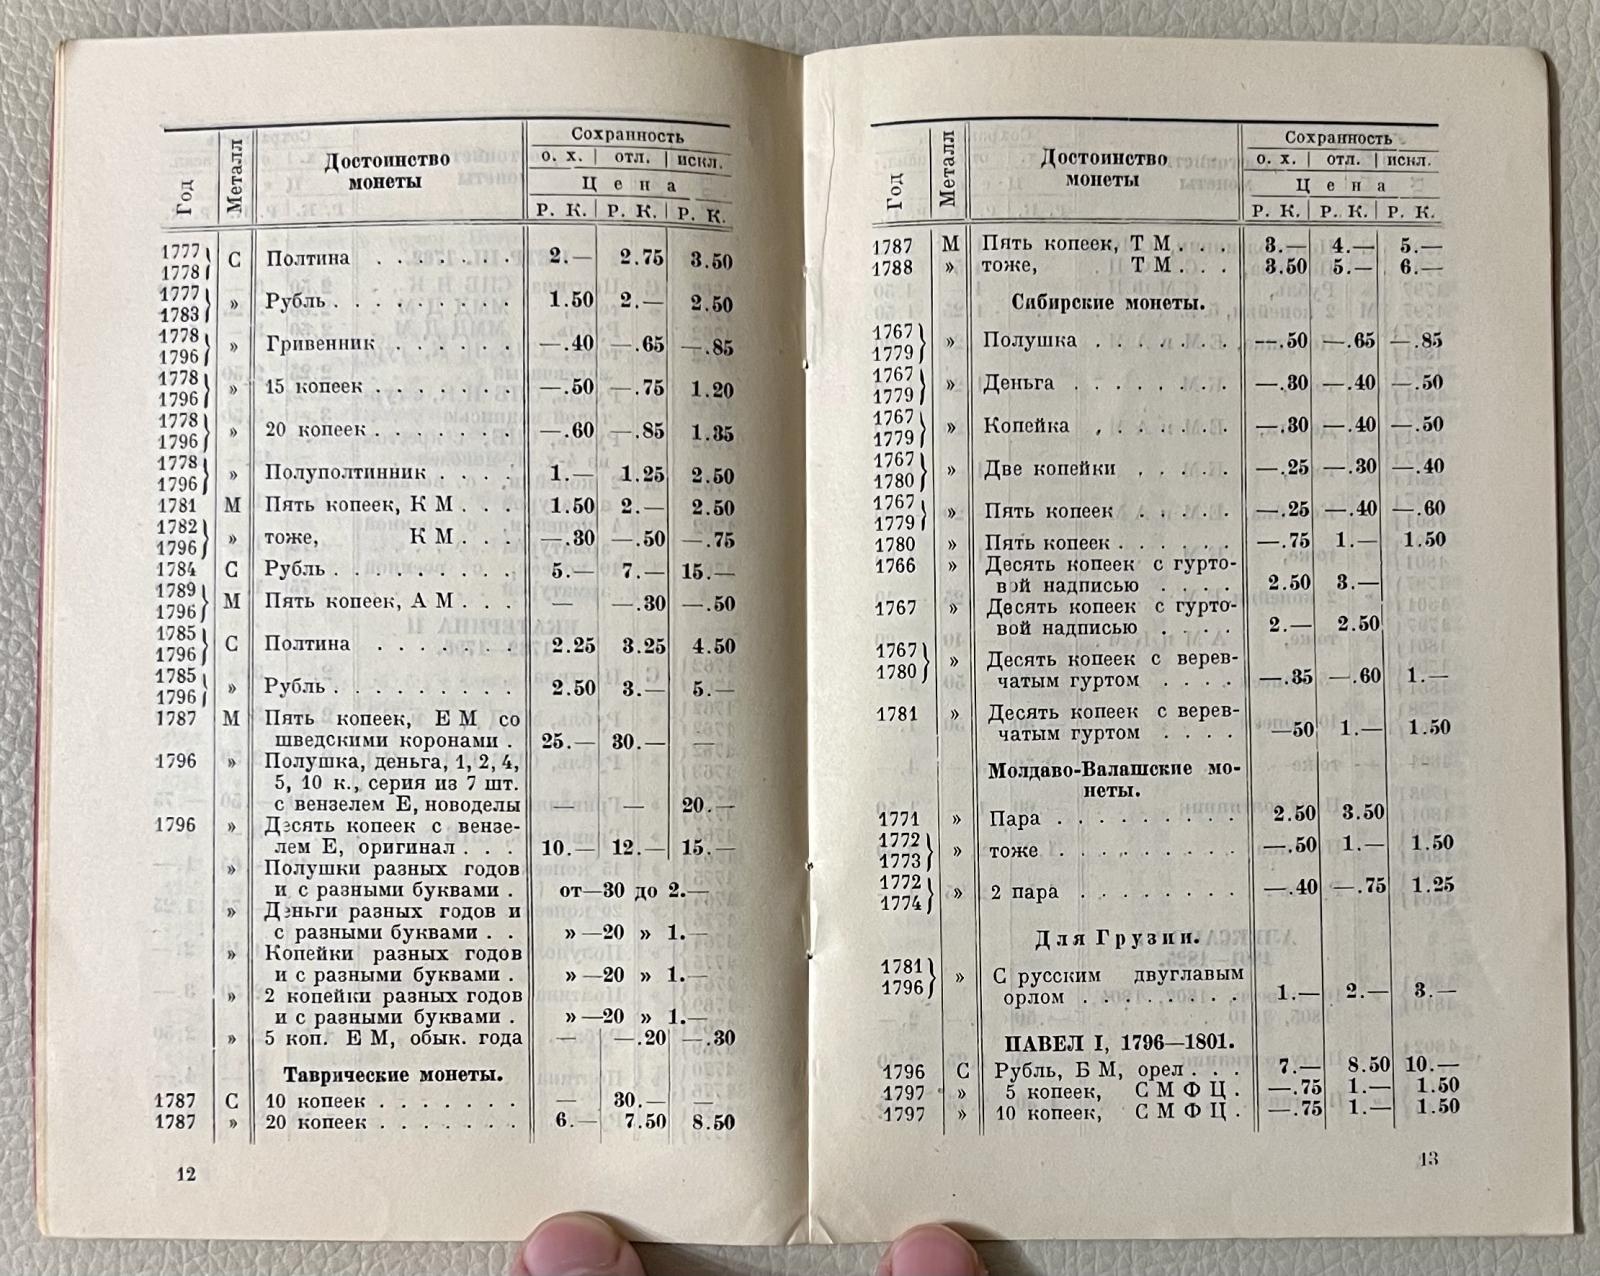 Год Металл Достоинство монеты Сохранность
о. х. | отл. | искл.
Цена
Р. К. | Р. К. | Р. К.
1777 } С Полтина . . . . . . . 2.— 2.75 3.50
1778
1777 } » Рубль . . . . . . . . . 1.50 2.— 2.50
1783
1778 } » Гривенник . . . . . . —.40 —.65 —.85
1796
1778 } » 15 копеек . . . . . . . —.50 —.75 1.20
1796
1778 } » 20 копеек . . . . . . . —.60 —.85 1.35
1796
1778 } » Полуполтинник . . . . 1.— 1.25 2.50
1796
1781 М Пять копеек, К М . . . 1.50 2.— 2.50
1782 } » тоже, К М . . . —.30 —.50 —.75
1796
1784 С Рубль . . . . . . . . . 5.— 7.— 15.—
1789 } М Пять копеек, А М . . . — —.30 —.50
1796
1785 } С Полтина . . . . . . . 2.25 3.25 4.50
1796
1785 } » Рубль . . . . . . . . . 2.50 3.— 5.—
1796
1787 М Пять копеек, Е М со
шведскими коронами . 25.— 30.— —
1796 » Полушка, деньга, 1, 2, 4,
5, 10 к., серия из 7 шт.
с вензелем Е, новоделы — — 20.—
1796 » Десять копеек с вензе-
лем Е, оригинал . . . 10.— 12.— 15.—
» Полушки разных годов
и с разными буквами . от—30 до 2.—
» Деньги разных годов и
с разными буквами . . »—20 » 1.—
» Копейки разных годов
и с разными буквами . »—20 » 1.—
» 2 копейки разных годов
и с разными буквами . »—20 » 1.—
» 5 коп. Е М, обык. года — —.20 —.30
Таврические монеты.
1787 С 10 копеек . . . . . . . — 30.— —
1787 » 20 копеек . . . . . . . 6.— 7.50 8.50
12
Год Металл Достоинство монеты Сохранность
о. х. | отл. | искл.
Цена
Р. К. | Р. К. | Р. К.
1787 М Пять копеек, Т М . . . 3.— 4.— 5.—
1788 » тоже, Т М . . . 3.50 5.— 6.—
Сибирские монеты.
1767 } » Полушка . . . . . . . —.50 —.65 —.85
1779
1767 } » Деньга . . . . . . . —.30 —.40 —.50
1779
1767 } » Копейка . . . . . . . —.30 —.40 —.50
1779
1767 } » Две копейки . . . . . —.25 —.30 —.40
1780
1767 } » Пять копеек . . . . . —.25 —.40 —.60
1779
1780 » Пять копеек . . . . . . —.75 1.— 1.50
1766 » Десять копеек с гурто-
вой надписью . . . . 2.50 3.—
1767 » Десять копеек с гурто-
вой надписью . . . . 2.— 2.50
1767 } » Десять копеек с верев-
1780 чатым гуртом . . . . —.35 —.60 1.—
1781 » Десять копеек с верев-
чатым гуртом . . . . —50 1.— 1.50
Молдаво-Валашские мо-
неты.
1771 » Пара . . . . . . . . . 2.50 3.50
1772 } » тоже . . . . . . . . . —.50 1.— 1.50
1773
1772 } » 2 пара . . . . . . . . —.40 —.75 1.25
1774
Для Грузии.
1781 } » С русским двуглавым
1796 орлом . . . . . . . . 1.— 2.— 3.—
ПАВЕЛ I, 1796—1801.
1796 С Рубль, Б М, орел . . . 7.— 8.50 10.—
1797 » 5 копеек, С М Ф Ц . —.75 1.— 1.50
1797 » 10 копеек, С М Ф Ц . —.75 1.— 1.50
13